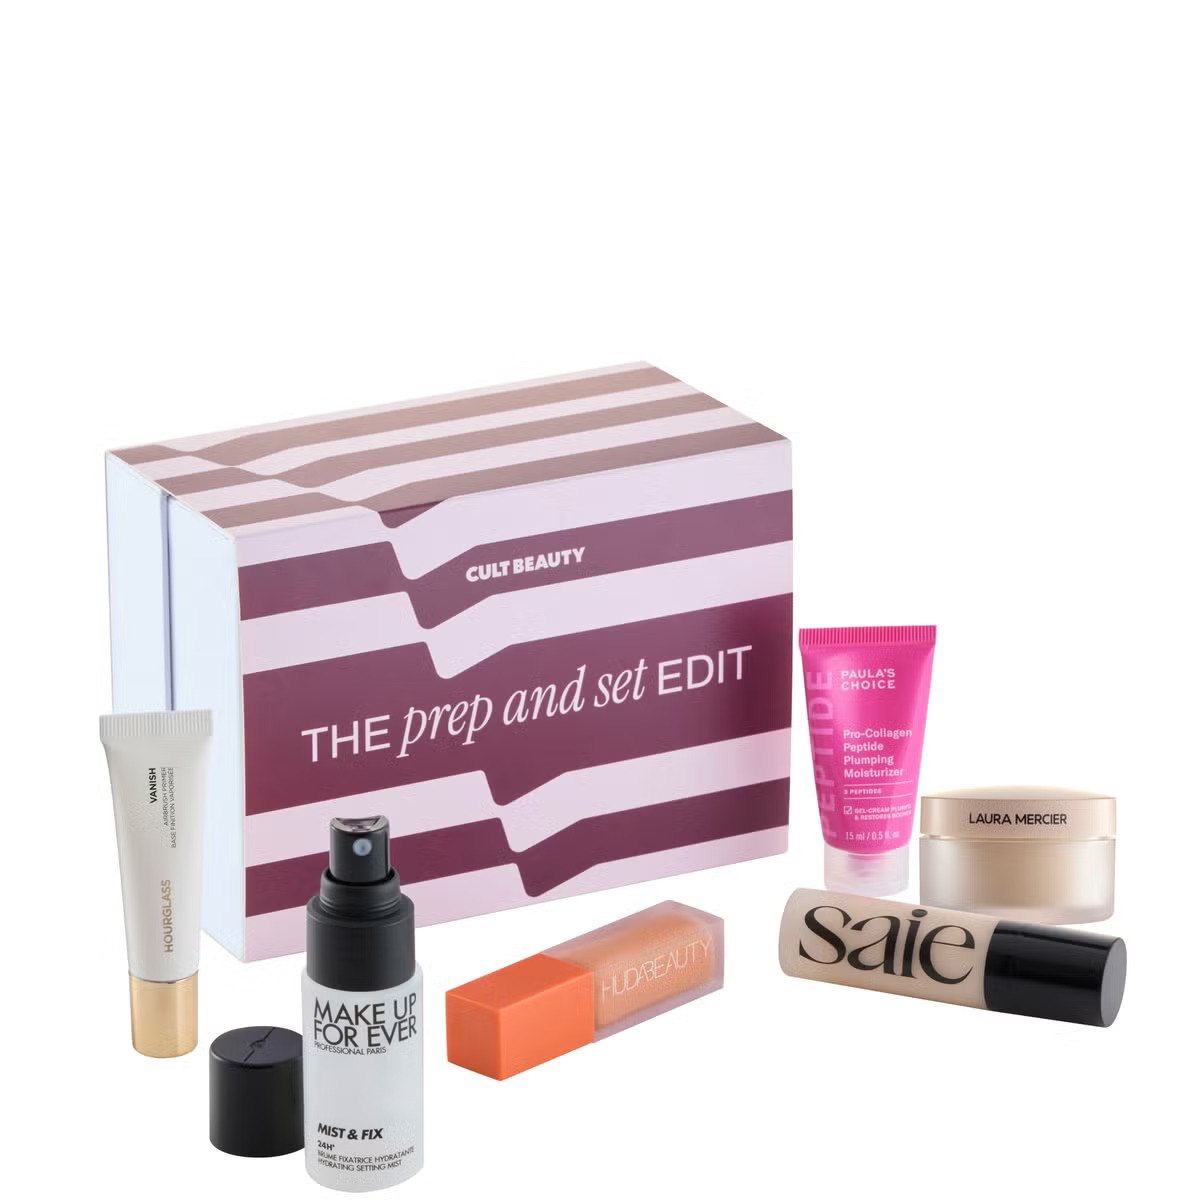 CULT BEAUTY
THE prep and set EDIT
PEPTIDE
PAULA'S
CHOICE
Pro-Collagen
Peptide
Plumping
Moisturizer
5 PEPTIDES
GEL-CREAM PLUMPS
& RESTORES BOUNCE
15 ml / 0.5 fl. oz.
LAURA MERCIER
saie
VANISH
AIRBRUSH PRIMER
BASE FINITION VAPORISÉE
HOURGLASS
HUDABEAUTY
MAKE UP
FOR EVER
PROFESSIONAL PARIS
MIST & FIX
24H*
BRUME FIXATRICE HYDRATANTE
HYDRATING SETTING MIST